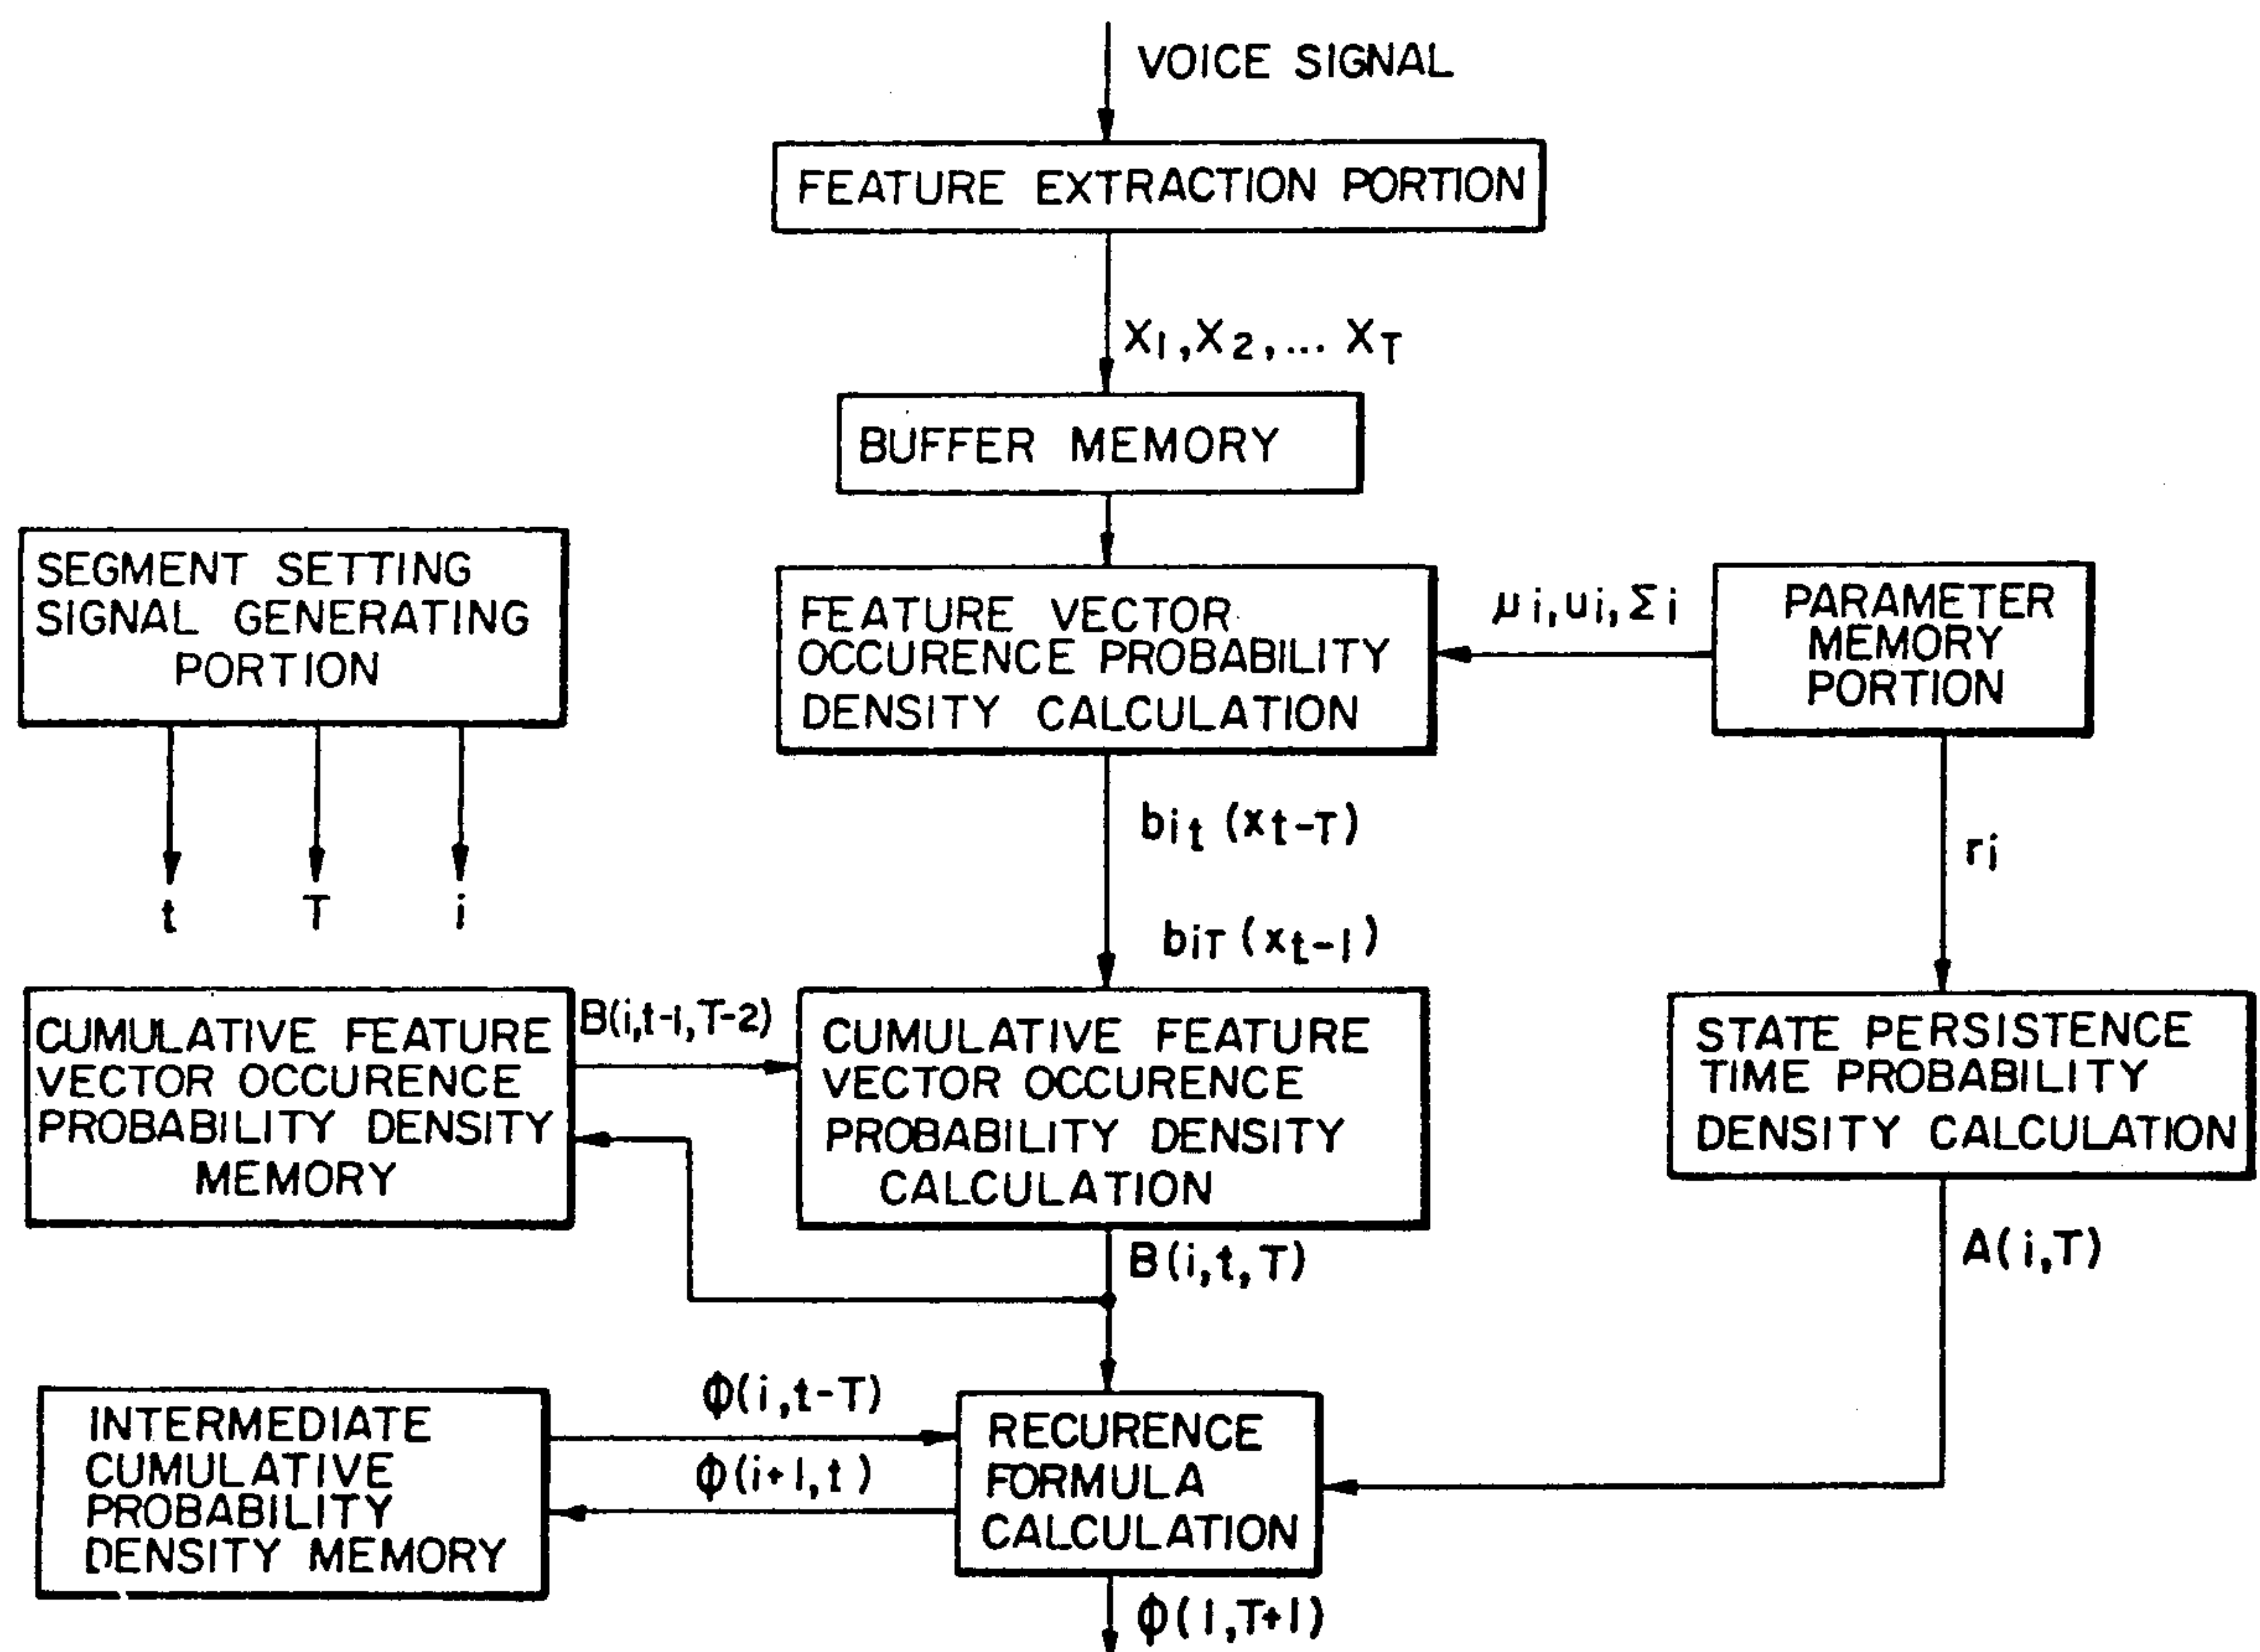 VOICE SIGNAL
FEATURE EXTRACTION PORTION
X1, X2, ... XT
BUFFER MEMORY
SEGMENT SETTING
SIGNAL GENERATING
PORTION
t
T
i
FEATURE VECTOR
OCCURENCE PROBABILITY
DENSITY CALCULATION
μi, ui, Σi
PARAMETER
MEMORY
PORTION
bit (xt-T)
biT (xt-1)
ri
CUMULATIVE FEATURE
VECTOR OCCURENCE
PROBABILITY DENSITY
MEMORY
B(i,t-1,T-2)
CUMULATIVE FEATURE
VECTOR OCCURENCE
PROBABILITY DENSITY
CALCULATION
STATE PERSISTENCE
TIME PROBABILITY
DENSITY CALCULATION
B(i,t,T)
A(i,T)
INTERMEDIATE
CUMULATIVE
PROBABILITY
DENSITY MEMORY
ϕ(i,t-T)
ϕ(i+1,t)
RECURENCE
FORMULA
CALCULATION
ϕ(1,T+1)